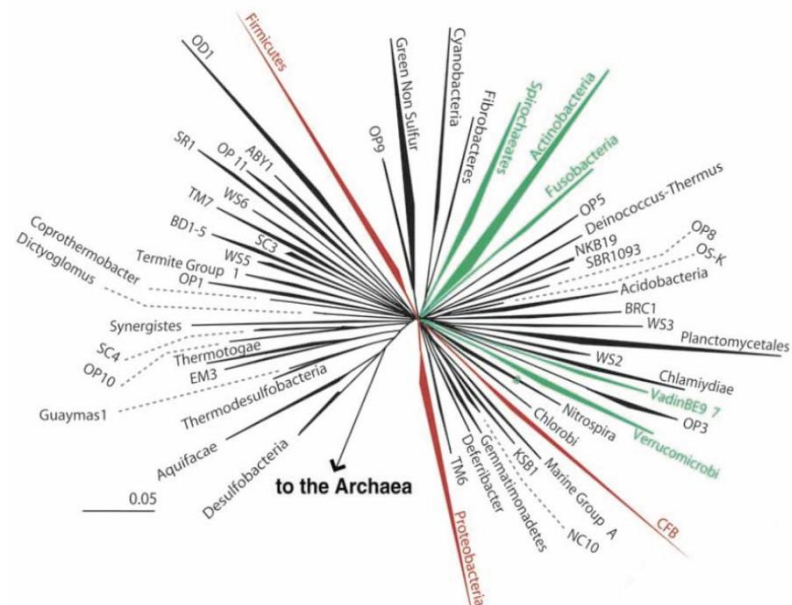 Firmicutes
OD1
Green Non Sulfur
Cyanobacteria
Fibrobacteres
Spirochaeates
Actinobacteria
Fusobacteria
OP9
SR1
OP 11
ABY1
TM7
WS6
BD1-5
SC3
WS5
Termite Group 1
OP1
Coprothermobacter
Dictyoglomus
Synergistes
SC4
OP10
Thermotogae
EM3
Guaymas1
Thermodesulfobacteria
Aquifacae
Desulfobacteria
to the Archaea
0.05
OP5
Deinococcus-Thermus
NKB19
SBR1093
OP8
OS-K
Acidobacteria
BRC1
WS3
Planctomycetales
WS2
Chlamiydiae
VadinBE9 7
OP3
Verrucomicrobi
Nitrospira
Chlorobi
CFB
Marine Group A
KSB1
NC10
Gemmatimonadetes
Deferribacter
TM6
Proteobacteria